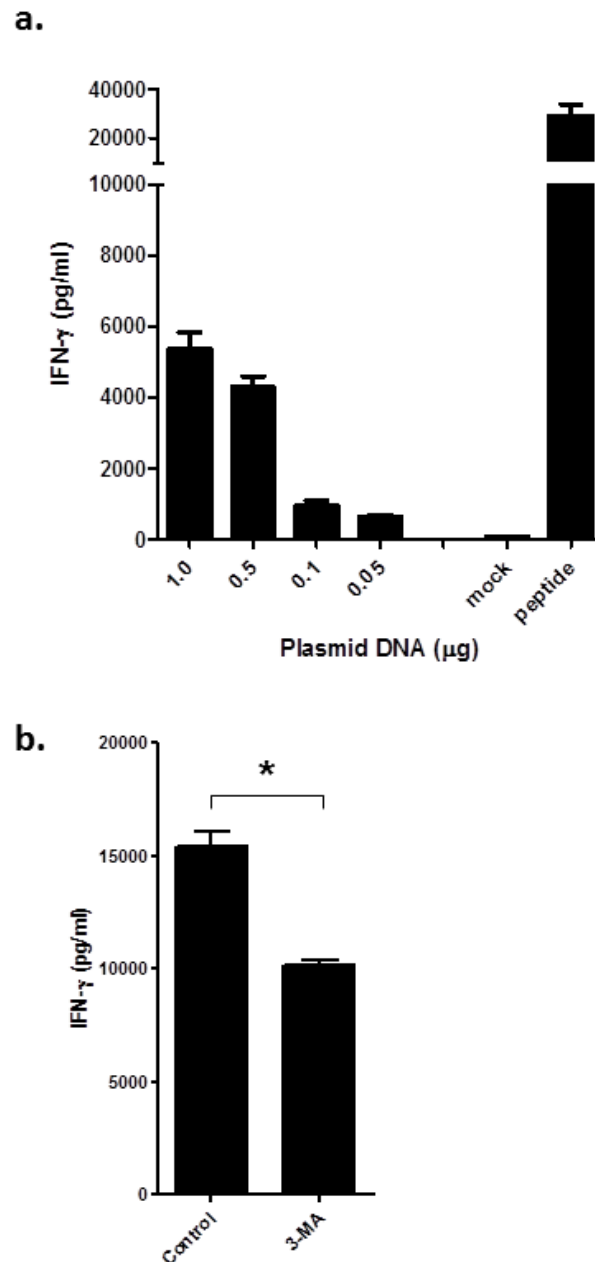 a.
40000
20000
10000
8000
6000
4000
2000
0
IFN-γ (pg/ml)
1.0
0.5
0.1
0.05
mock
peptide
Plasmid DNA (μg)
b.
20000
15000
10000
5000
0
IFN-γ (pg/ml)
*
Control
3-MA